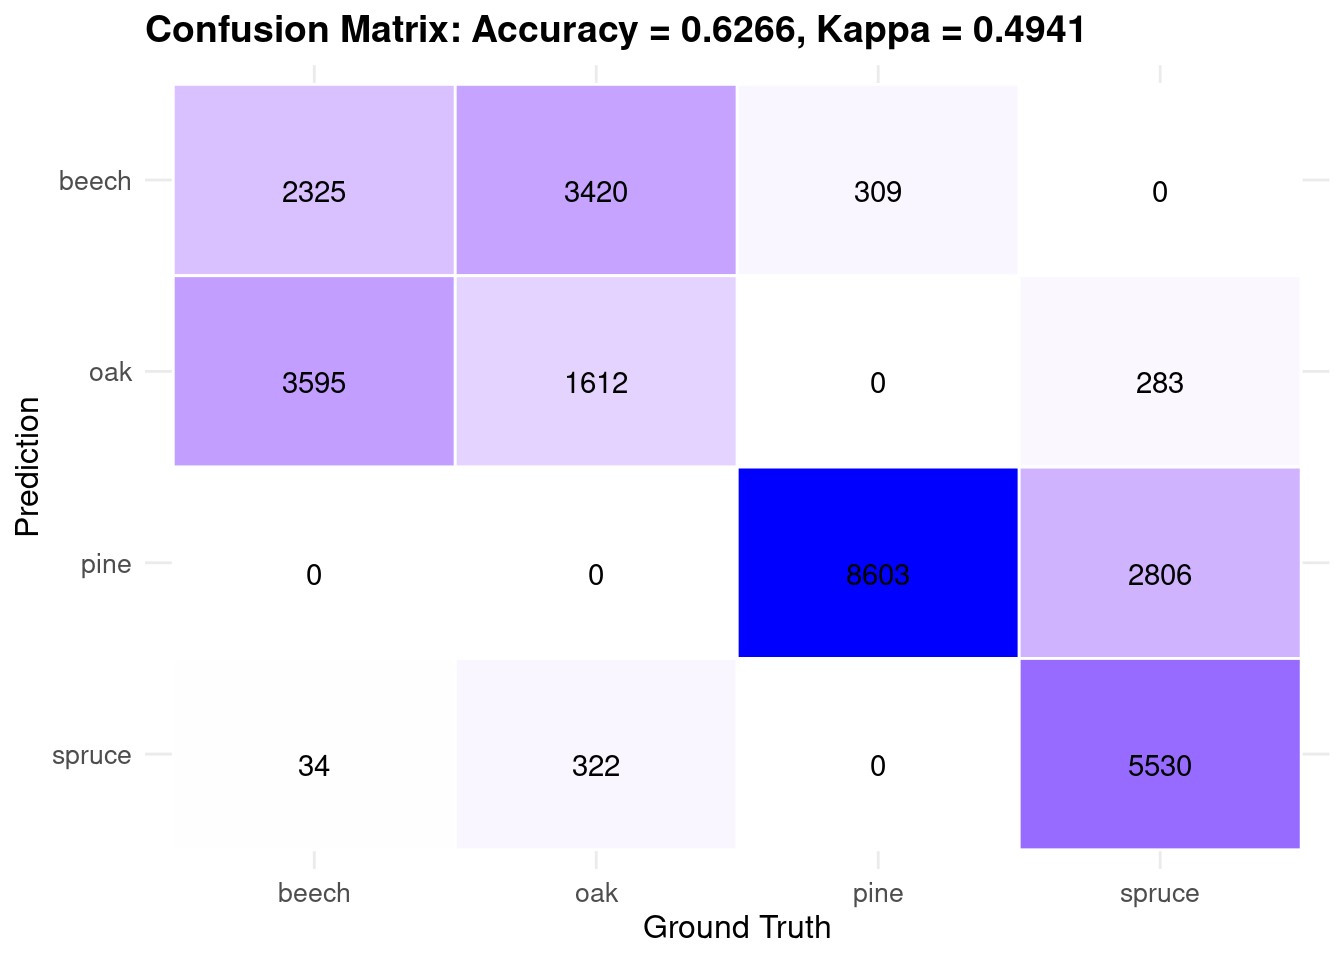 Confusion Matrix: Accuracy = 0.6266, Kappa = 0.4941
beech 2325 3420 309 0
oak 3595 1612 0 283
Prediction
pine 0 0 8603 2806
spruce 34 322 0 5530
beech oak pine spruce
Ground Truth